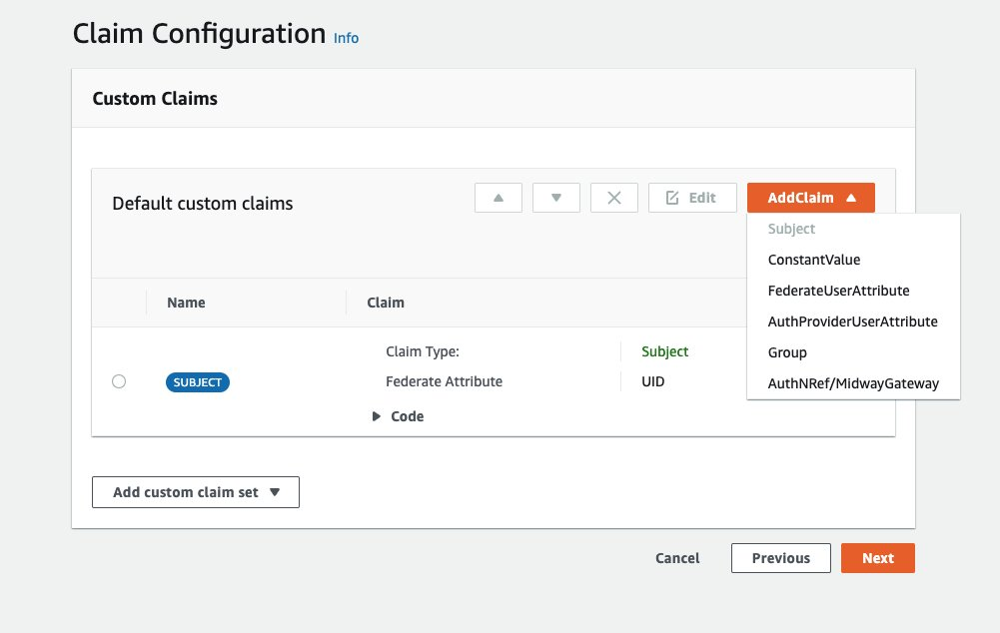 Claim Configuration Info
Custom Claims
Default custom claims
Edit
AddClaim
Subject
ConstantValue
FederateUserAttribute
AuthProviderUserAttribute
Group
AuthNRef/MidwayGateway
Name Claim
Claim Type: Subject
SUBJECT
Federate Attribute UID
Code
Add custom claim set
Cancel Previous Next